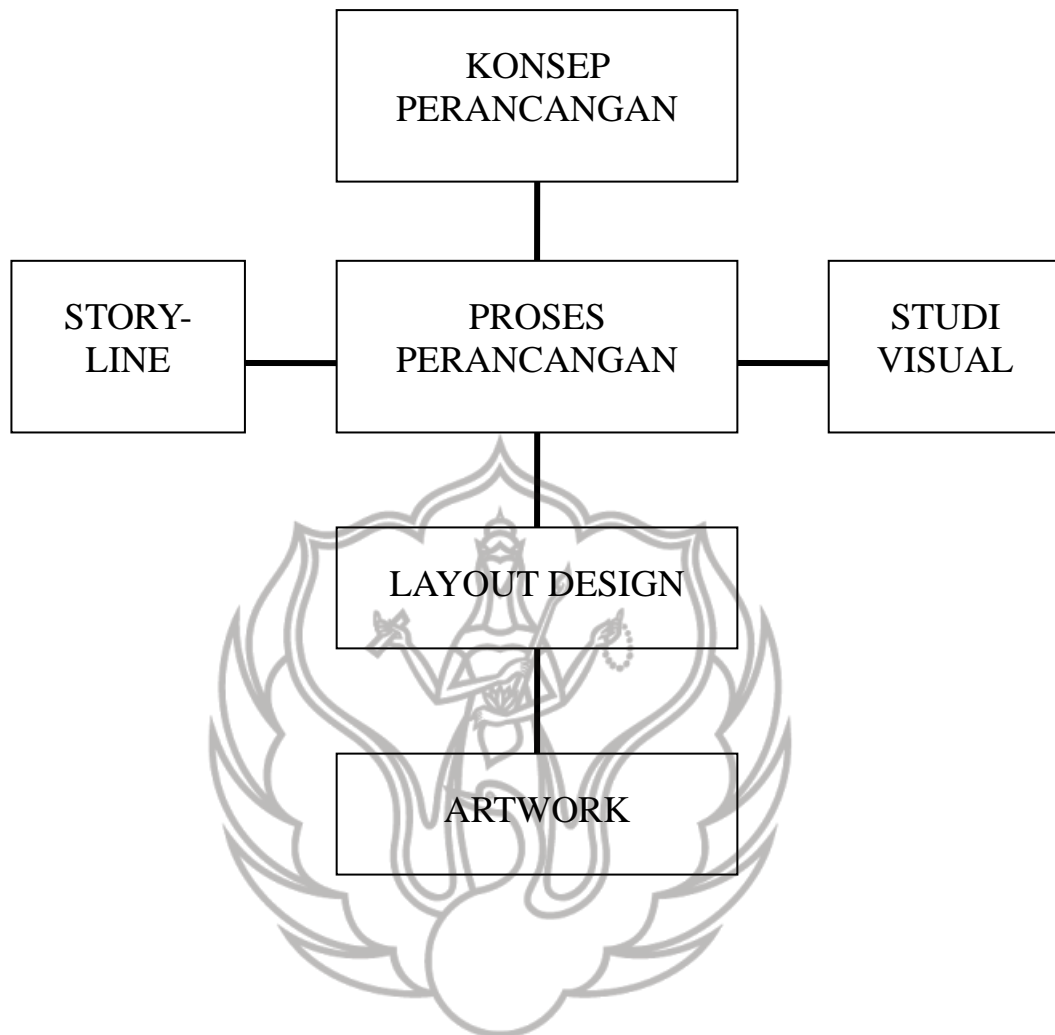 KONSEP
PERANCANGAN
STORY-
LINE
PROSES
PERANCANGAN
STUDI
VISUAL
LAYOUT DESIGN
ARTWORK